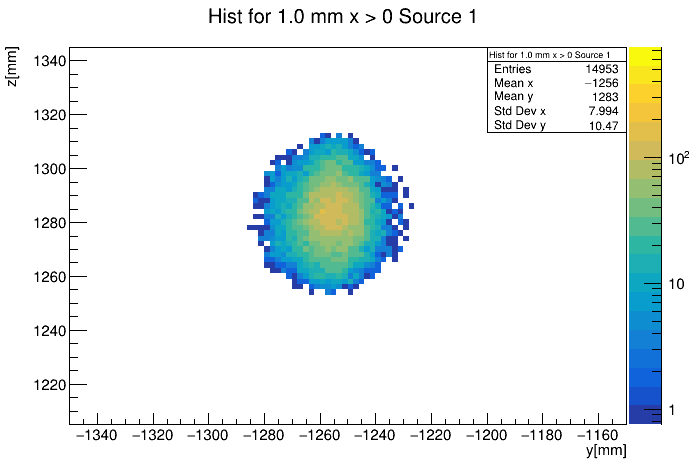 Hist for 1.0 mm x > 0 Source 1
z[mm]
Hist for 1.0 mm x > 0 Source 1
Entries 14953
Mean x −1256
Mean y 1283
Std Dev x 7.994
Std Dev y 10.47
1340
1320
1300
1280
1260
1240
1220
10²
10
1
−1340 −1320 −1300 −1280 −1260 −1240 −1220 −1200 −1180 −1160
y[mm]